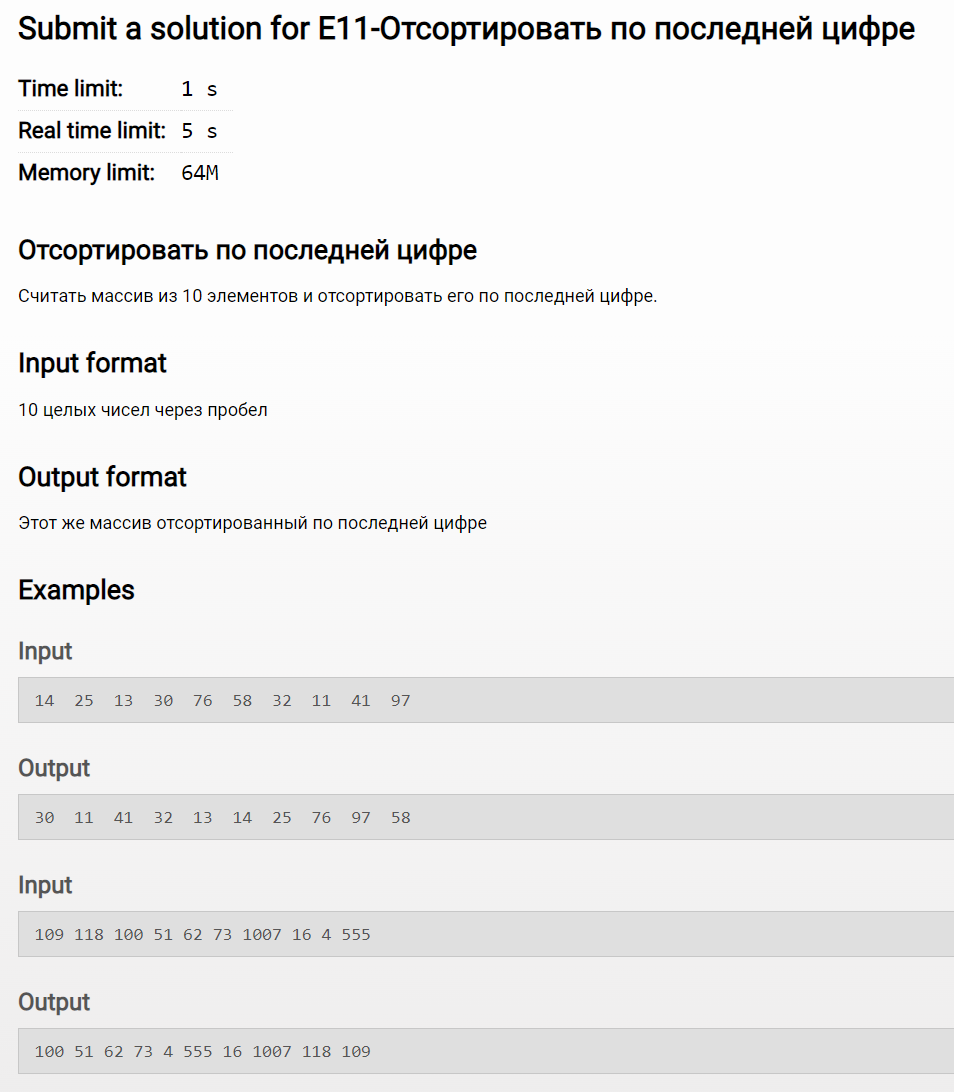 Submit a solution for E11-Отсортировать по последней цифре
Time limit: 1 s
Real time limit: 5 s
Memory limit: 64M
Отсортировать по последней цифре
Считать массив из 10 элементов и отсортировать его по последней цифре.
Input format
10 целых чисел через пробел
Output format
Этот же массив отсортированный по последней цифре
Examples
Input
14  25  13  30  76  58  32  11  41  97
Output
30  11  41  32  13  14  25  76  97  58
Input
109 118 100 51 62 73 1007 16 4 555
Output
100 51 62 73 4 555 16 1007 118 109